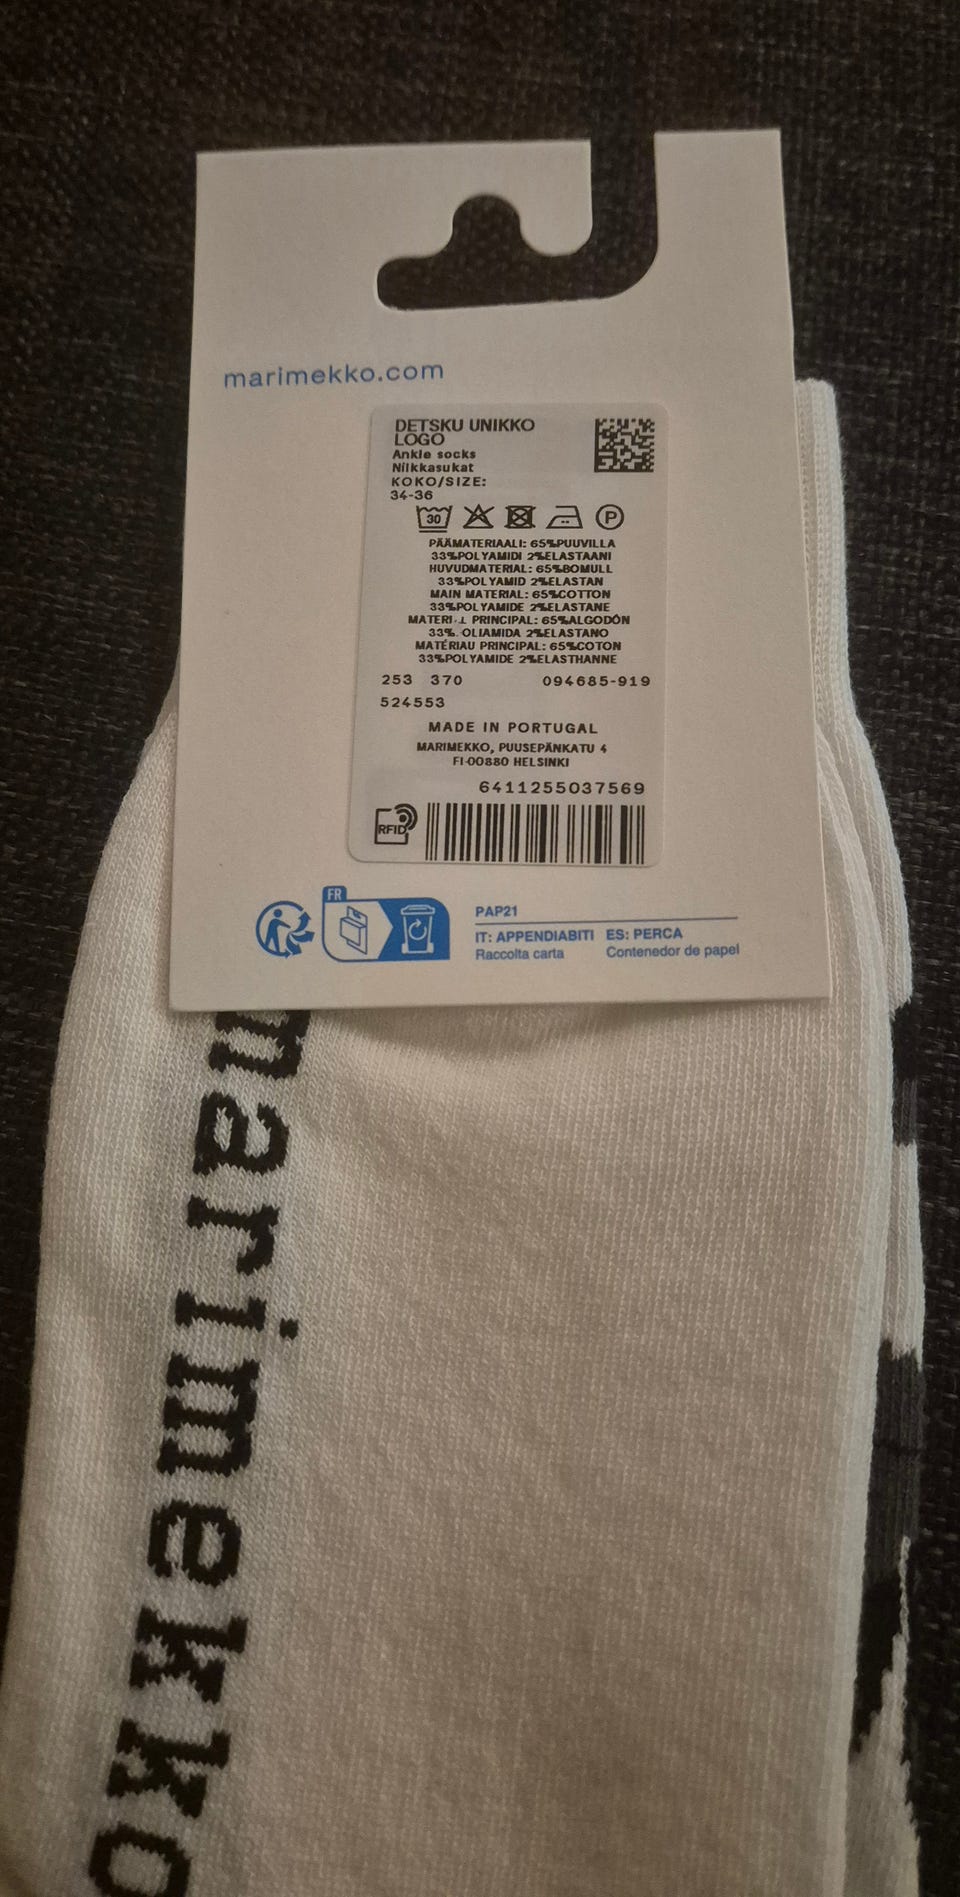 marimekko.com
DETSKU UNIKKO
LOGO
Ankle socks
Nilkkasukat
KOKO/SIZE:
34-36
30
P
PÄÄMATERIAALI: 65%PUUVILLA
33%POLYAMIDI 2%ELASTAANI
HUVUDMATERIAL: 65%BOMULL
33%POLYAMID 2%ELASTAN
MAIN MATERIAL: 65%COTTON
33%POLYAMIDE 2%ELASTANE
PRINCIPAL: 65%ALGODÓN
33% 2%ELASTANO
MATÉRIAU PRINCIPAL: 65%COTON
33%POLYAMIDE 2%ELASTHANNE
253 370 094685-919
524553
MADE IN PORTUGAL
MARIMEKKO, PUUSEPÄNKATU 4
FI-00880 HELSINKI
6411255037569
RFID
FR
PAP21
IT: APPENDIABITI ES: PERCA
Raccolta carta Contenedor de papel
marimekko